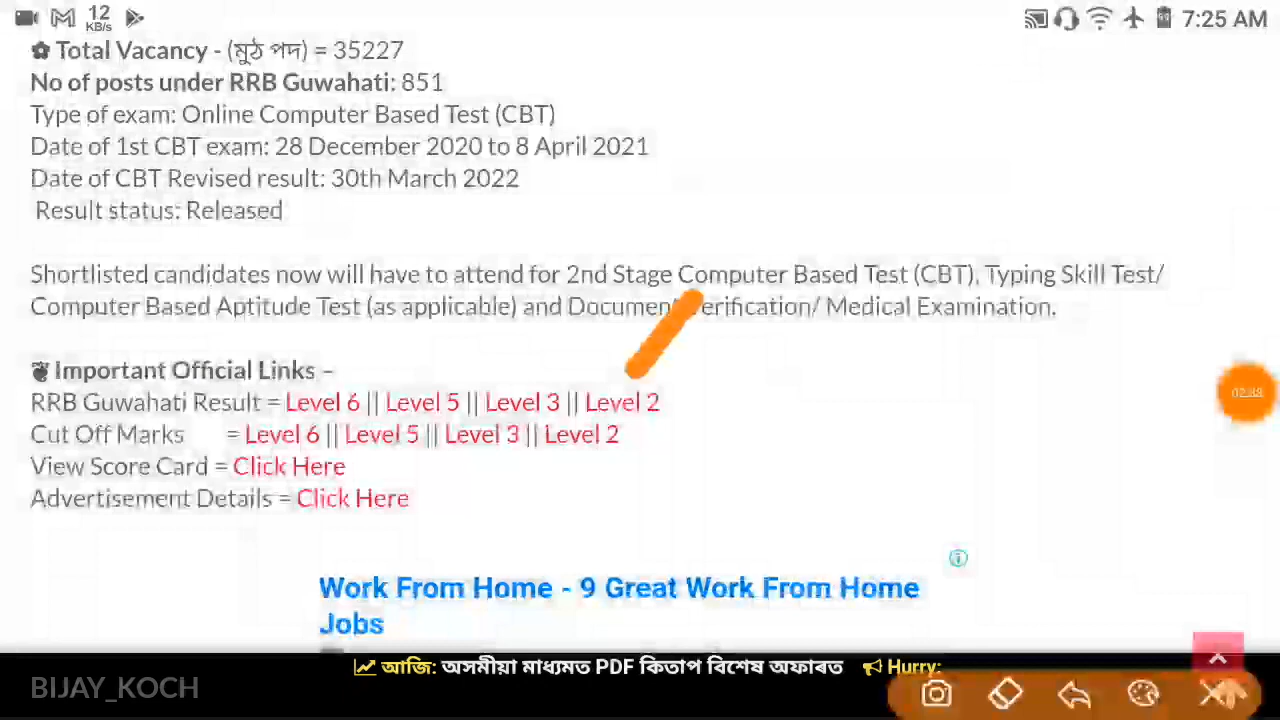 12
KB/s
7:25 AM
✿ Total Vacancy - (মুঠ পদ) = 35227
No of posts under RRB Guwahati: 851
Type of exam: Online Computer Based Test (CBT)
Date of 1st CBT exam: 28 December 2020 to 8 April 2021
Date of CBT Revised result: 30th March 2022
Result status: Released
Shortlisted candidates now will have to attend for 2nd Stage Computer Based Test (CBT), Typing Skill Test/
Computer Based Aptitude Test (as applicable) and Document Verification/ Medical Examination.
❦ Important Official Links –
RRB Guwahati Result = Level 6 || Level 5 || Level 3 || Level 2
Cut Off Marks = Level 6 || Level 5 || Level 3 || Level 2
View Score Card = Click Here
Advertisement Details = Click Here
Work From Home - 9 Great Work From Home
Jobs
আজি: অসমীয়া মাধ্যমত PDF কিতাপ বিশেষ অফাৰত Hurry:
BIJAY_KOCH